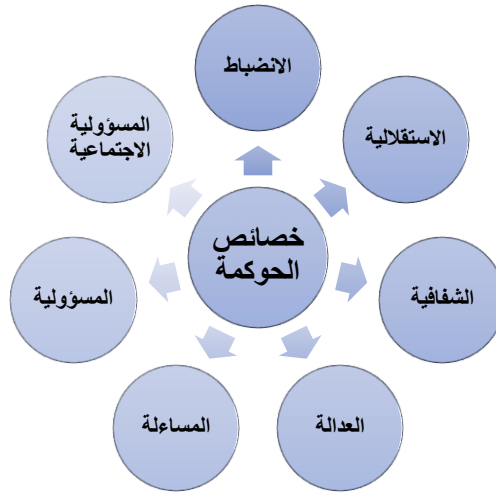 خصائص
الحوكمة
الانضباط
الاستقلالية
الشفافية
العدالة
المساءلة
المسؤولية
المسؤولية
الاجتماعية